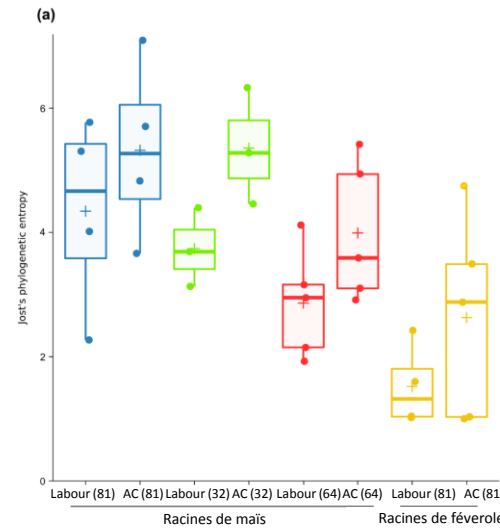 (a)
Jost's phylogenetic entropy
6
4
2
0
Labour (81) AC (81) Labour (32) AC (32) Labour (64) AC (64) Labour (81) AC (81
Racines de maïs Racines de féverole